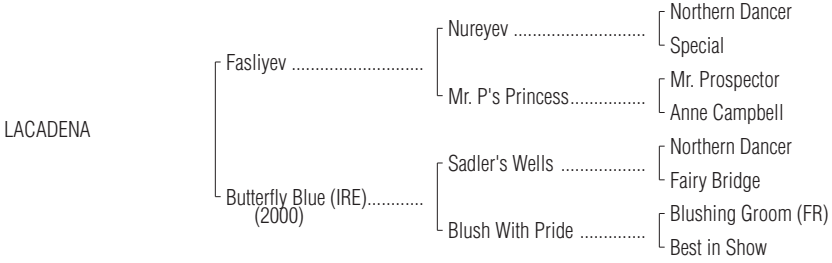 Northern Dancer
Nureyev ............................
Special
Fasliyev ............................
Mr. Prospector
Mr. P's Princess................
Anne Campbell
LACADENA
Northern Dancer
Sadler's Wells ..................
Fairy Bridge
Butterfly Blue (IRE)............
(2000)
Blushing Groom (FR)
Blush With Pride ..............
Best in Show